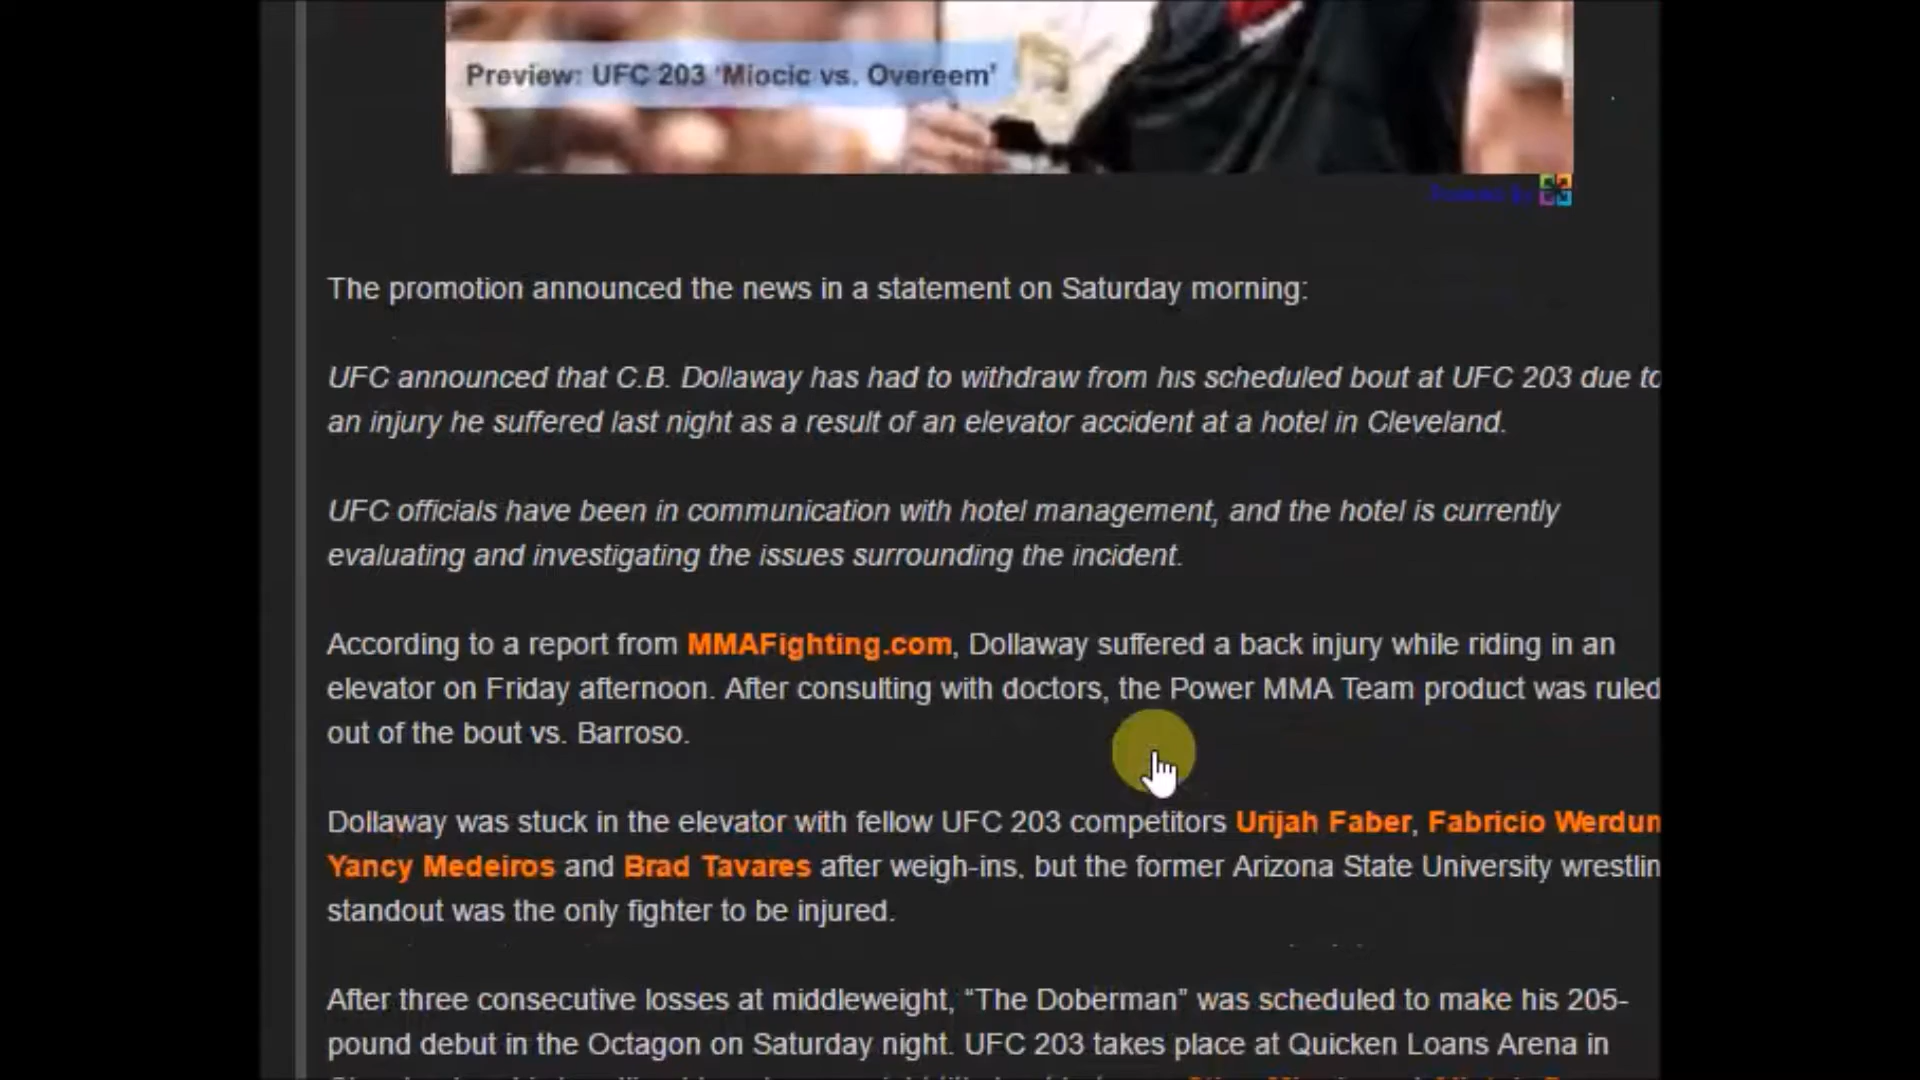 Preview: UFC 203 'Miocic vs. Overeem'
Powered by
The promotion announced the news in a statement on Saturday morning:
UFC announced that C.B. Dollaway has had to withdraw from his scheduled bout at UFC 203 due to
an injury he suffered last night as a result of an elevator accident at a hotel in Cleveland.
UFC officials have been in communication with hotel management, and the hotel is currently
evaluating and investigating the issues surrounding the incident.
According to a report from MMAFighting.com, Dollaway suffered a back injury while riding in an
elevator on Friday afternoon. After consulting with doctors, the Power MMA Team product was ruled
out of the bout vs. Barroso.
Dollaway was stuck in the elevator with fellow UFC 203 competitors Urijah Faber, Fabricio Werdum
Yancy Medeiros and Brad Tavares after weigh-ins, but the former Arizona State University wrestlin
standout was the only fighter to be injured.
After three consecutive losses at middleweight, “The Doberman” was scheduled to make his 205-
pound debut in the Octagon on Saturday night. UFC 203 takes place at Quicken Loans Arena in